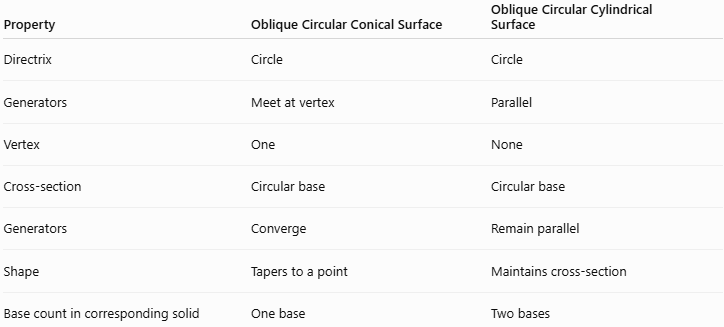 Property Oblique Circular Conical Surface Oblique Circular Cylindrical Surface
Directrix Circle Circle
Generators Meet at vertex Parallel
Vertex One None
Cross-section Circular base Circular base
Generators Converge Remain parallel
Shape Tapers to a point Maintains cross-section
Base count in corresponding solid One base Two bases